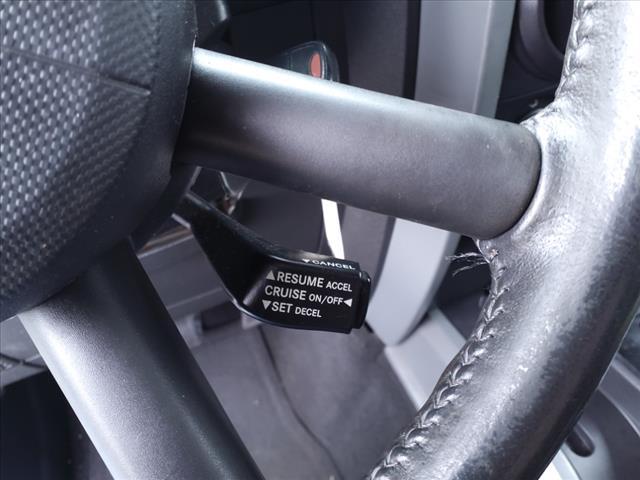 ▼CANCEL
▲RESUME ACCEL
CRUISE ON/OFF◄
▼SET DECEL